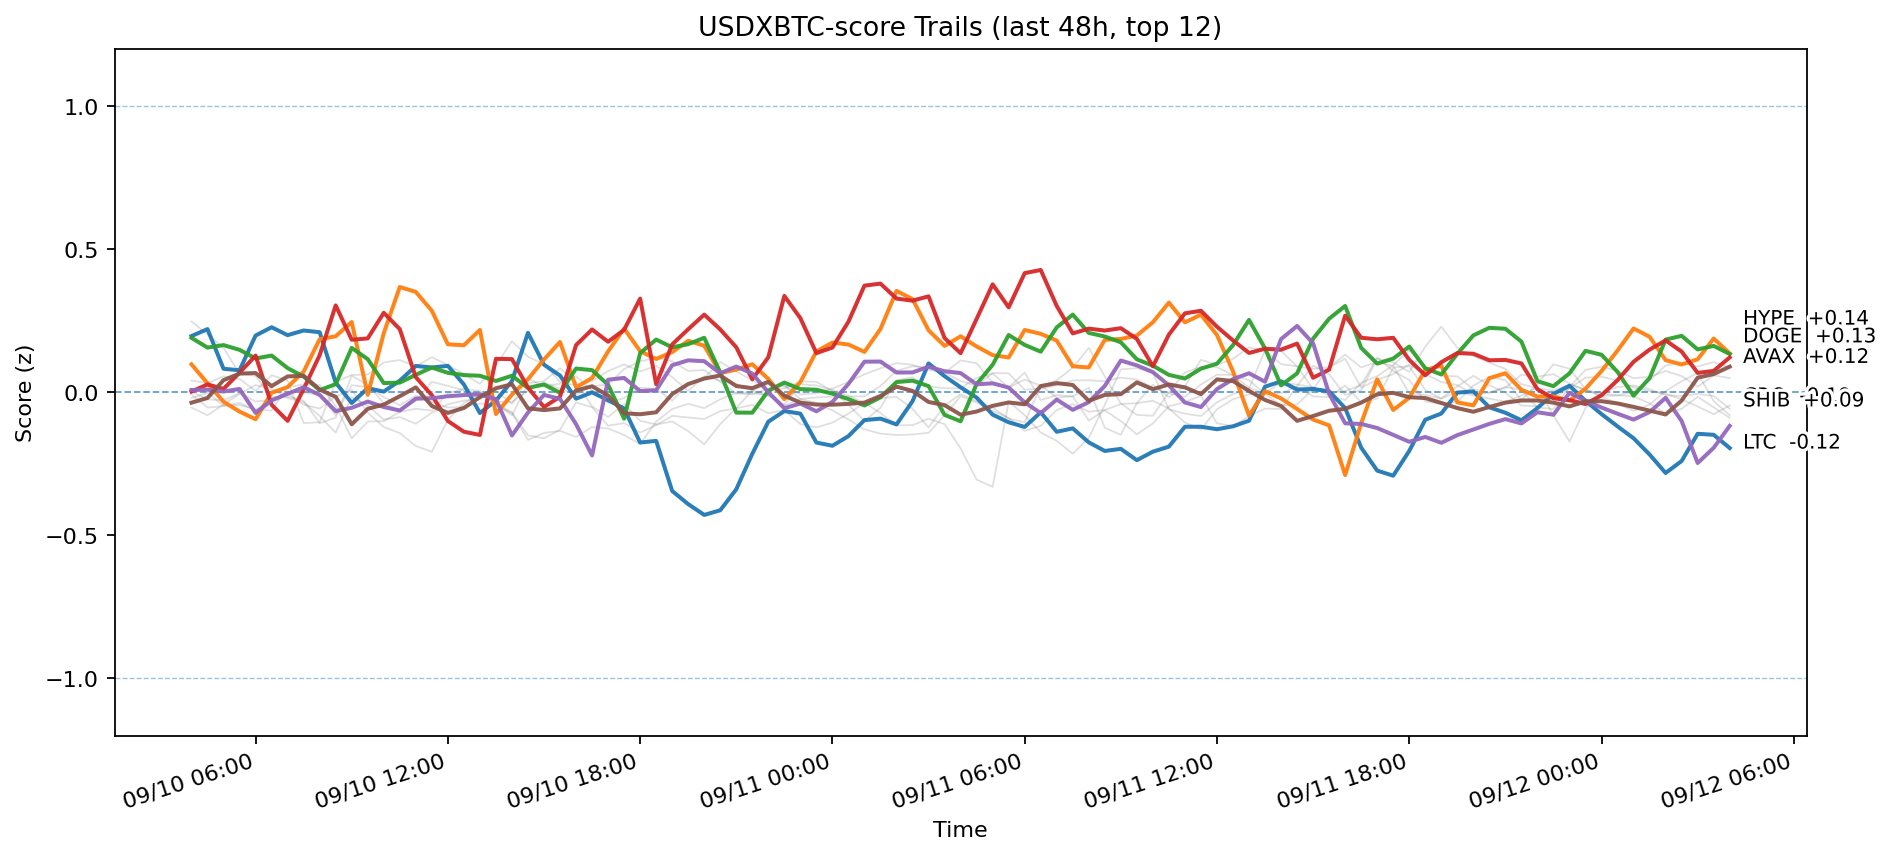 USDXBTC-score Trails (last 48h, top 12)
Score (z)
1.0
0.5
0.0
−0.5
−1.0
HYPE +0.14
DOGE +0.13
AVAX +0.12
SHIB +0.09
LTC -0.12
09/10 06:00
09/10 12:00
09/10 18:00
09/11 00:00
09/11 06:00
09/11 12:00
09/11 18:00
09/12 00:00
09/12 06:00
Time